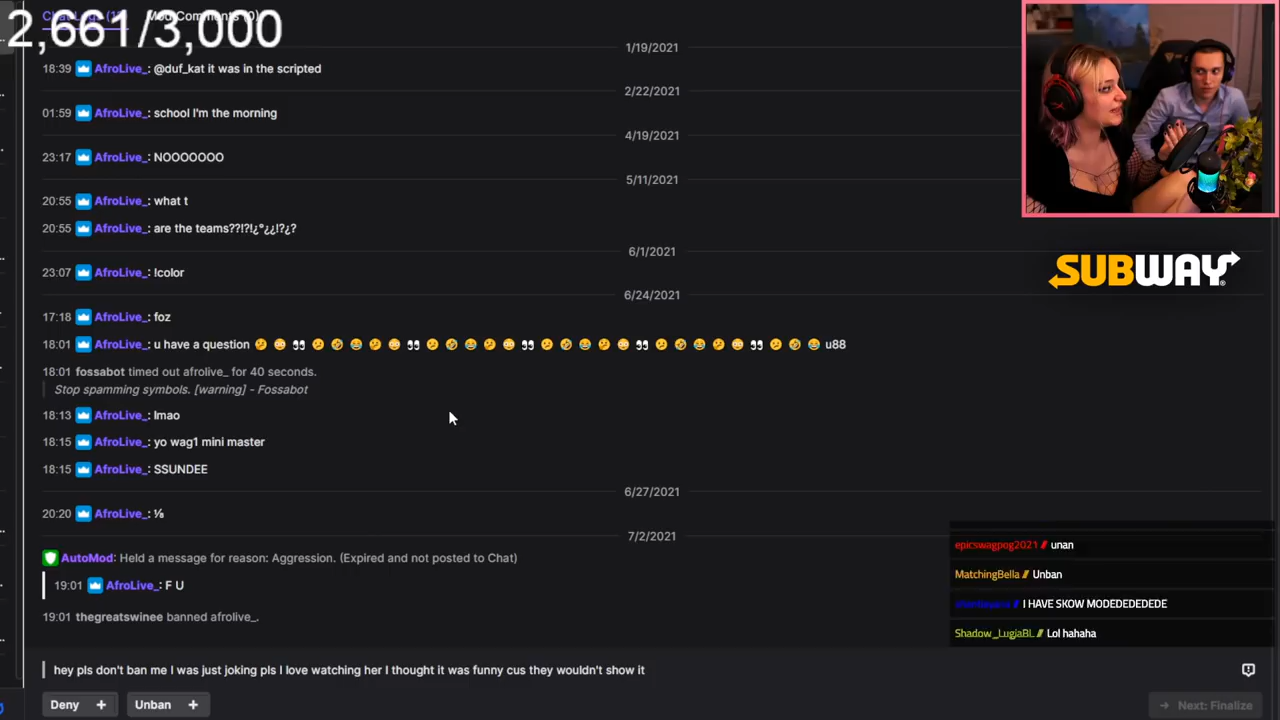 Mod Comments (0)
2,661/3,000
1/19/2021
18:39 AfroLive_: @duf_kat it was in the scripted
2/22/2021
01:59 AfroLive_: school I'm the morning
4/19/2021
23:17 AfroLive_: NOOOOOOO
5/11/2021
20:55 AfroLive_: what t
20:55 AfroLive_: are the teams??!?!¿°¿¿!?¿?
6/1/2021
23:07 AfroLive_: !color
6/24/2021
17:18 AfroLive_: foz
18:01 AfroLive_: u have a question 🤔 😳 👀 😕 🤣 😂 🤔 😳 👀 😕 🤣 😂 🤔 😳 👀 😕 🤣 😂 🤔 😳 👀 😕 🤣 😂 🤔 😳 👀 😕 🤣 😂 u88
18:01 fossabot timed out afrolive_ for 40 seconds.
Stop spamming symbols. [warning] - Fossabot
18:13 AfroLive_: lmao
18:15 AfroLive_: yo wag1 mini master
18:15 AfroLive_: SSUNDEE
6/27/2021
20:20 AfroLive_: ⅛
7/2/2021
AutoMod: Held a message for reason: Aggression. (Expired and not posted to Chat)
19:01 AfroLive_: F U
19:01 thegreatswinee banned afrolive_.
hey pls don't ban me I was just joking pls I love watching her I thought it was funny cus they wouldn't show it
Deny +
Unban +
→ Next: Finalize
SUBWAY
epicswagpog2021 // unan
MatchingBella // Unban
// I HAVE SKOW MODEDEDEDEDE
Shadow_LugiaBL // Lol hahaha